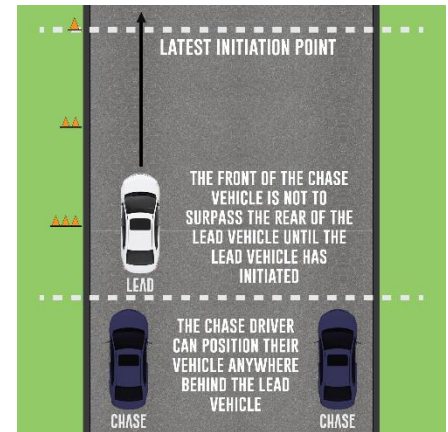 LATEST INITIATION POINT
THE FRONT OF THE CHASE
VEHICLE IS NOT TO
SURPASS THE REAR OF THE
LEAD VEHICLE UNTIL THE
LEAD VEHICLE HAS
INITIATED
LEAD
THE CHASE DRIVER
CAN POSITION THEIR
VEHICLE ANYWHERE
BEHIND THE LEAD
VEHICLE
CHASE
CHASE